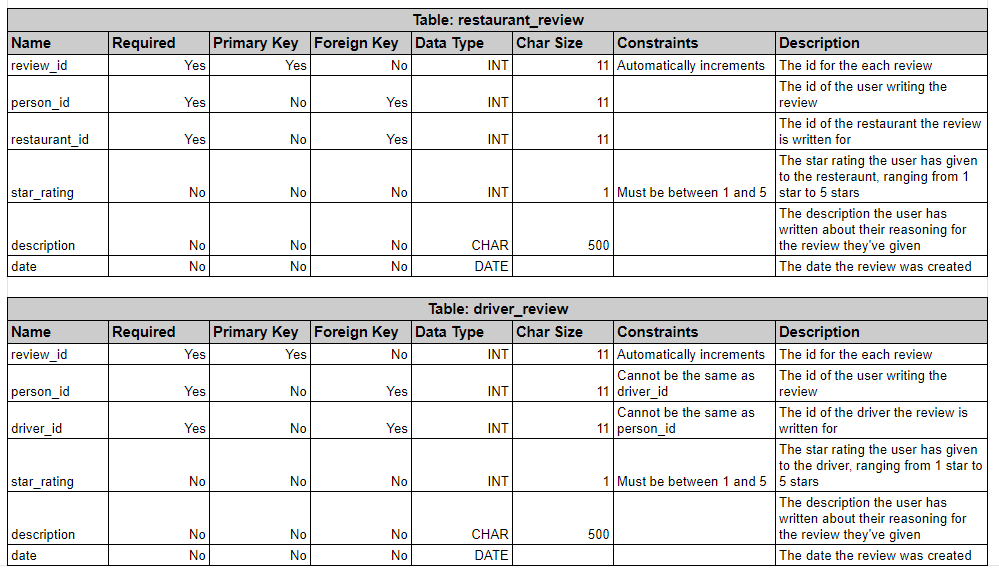 Table: restaurant_review
Name Required Primary Key Foreign Key Data Type Char Size Constraints Description
review_id Yes Yes No INT 11 Automatically increments The id for the each review
person_id Yes No Yes INT 11 The id of the user writing the
review
restaurant_id Yes No Yes INT 11 The id of the restaurant the review
is written for
star_rating No No No INT 1 Must be between 1 and 5 The star rating the user has given
to the resteraunt, ranging from 1
star to 5 stars
description No No No CHAR 500 The description the user has
written about their reasoning for
the review they've given
date No No No DATE The date the review was created
Table: driver_review
Name Required Primary Key Foreign Key Data Type Char Size Constraints Description
review_id Yes Yes No INT 11 Automatically increments The id for the each review
person_id Yes No Yes INT 11 Cannot be the same as
driver_id The id of the user writing the
review
driver_id Yes No Yes INT 11 Cannot be the same as
person_id The id of the driver the review is
written for
star_rating No No No INT 1 Must be between 1 and 5 The star rating the user has given
to the driver, ranging from 1 star to
5 stars
description No No No CHAR 500 The description the user has
written about their reasoning for
the review they've given
date No No No DATE The date the review was created